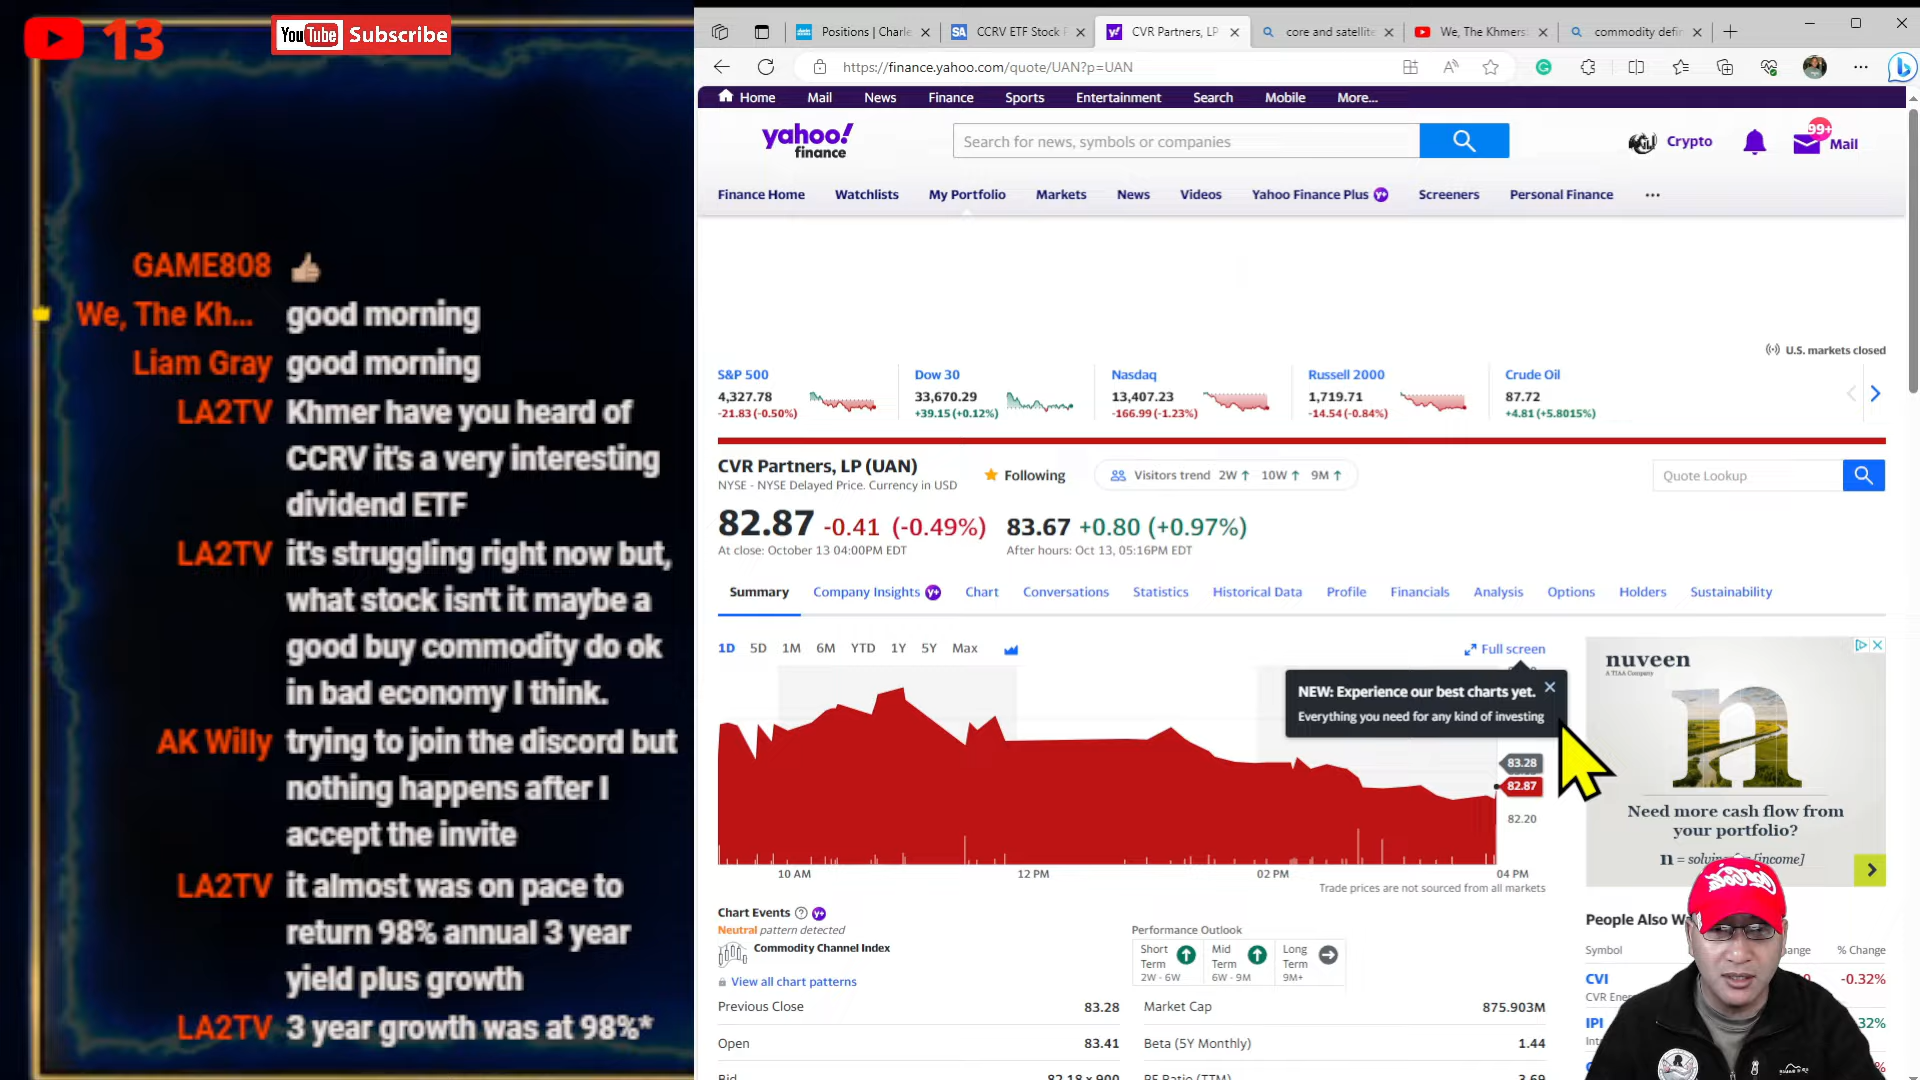 13
YouTube Subscribe
GAME808 👍🏼
We, The Kh... good morning
Liam Gray good morning
LA2TV Khmer have you heard of
CCRV it's a very interesting
dividend ETF
LA2TV it's struggling right now but,
what stock isn't it maybe a
good buy commodity do ok
in bad economy I think.
AK Willy trying to join the discord but
nothing happens after I
accept the invite
LA2TV it almost was on pace to
return 98% annual 3 year
yield plus growth
LA2TV 3 year growth was at 98%*
Positions | Charle
SA CCRV ETF Stock
y! CVR Partners, LP
core and satellite
We, The Khmers
commodity defi
https://finance.yahoo.com/quote/UAN?p=UAN
Home Mail News Finance Sports Entertainment Search Mobile More...
yahoo!
finance
Search for news, symbols or companies
Crypto
99+
Mail
Finance Home Watchlists My Portfolio Markets News Videos Yahoo Finance Plus Screeners Personal Finance ...
U.S. markets closed
S&P 500
4,327.78
-21.83 (-0.50%)
Dow 30
33,670.29
+39.15 (+0.12%)
Nasdaq
13,407.23
-166.99 (-1.23%)
Russell 2000
1,719.71
-14.54 (-0.84%)
Crude Oil
87.72
+4.81 (+5.8015%)
CVR Partners, LP (UAN)
NYSE - NYSE Delayed Price. Currency in USD
Following
Visitors trend 2W↑ 10W↑ 9M↑
Quote Lookup
82.87 -0.41 (-0.49%)
At close: October 13 04:00PM EDT
83.67 +0.80 (+0.97%)
After hours: Oct 13, 05:16PM EDT
Summary Company Insights Chart Conversations Statistics Historical Data Profile Financials Analysis Options Holders Sustainability
1D 5D 1M 6M YTD 1Y 5Y Max
Full screen
NEW: Experience our best charts yet.
Everything you need for any kind of investing
83.28
82.87
82.20
10 AM 12 PM 02 PM 04 PM
Trade prices are not sourced from all markets
nuveen
A TIAA Company
n
Need more cash flow from
your portfolio?
n = [income]
Chart Events
Neutral pattern detected
Commodity Channel Index
View all chart patterns
Performance Outlook
Short
Term
2W - 6W
Mid
Term
6W - 9M
Long
Term
9M+
Previous Close 83.28
Open 83.41
Bid 82.18 x 900
Market Cap 875.903M
Beta (5Y Monthly) 1.44
PE Ratio (TTM) 3.69
People Also
Symbol % Change
CVI -0.32%
CVR
IPI
Coca-Cola